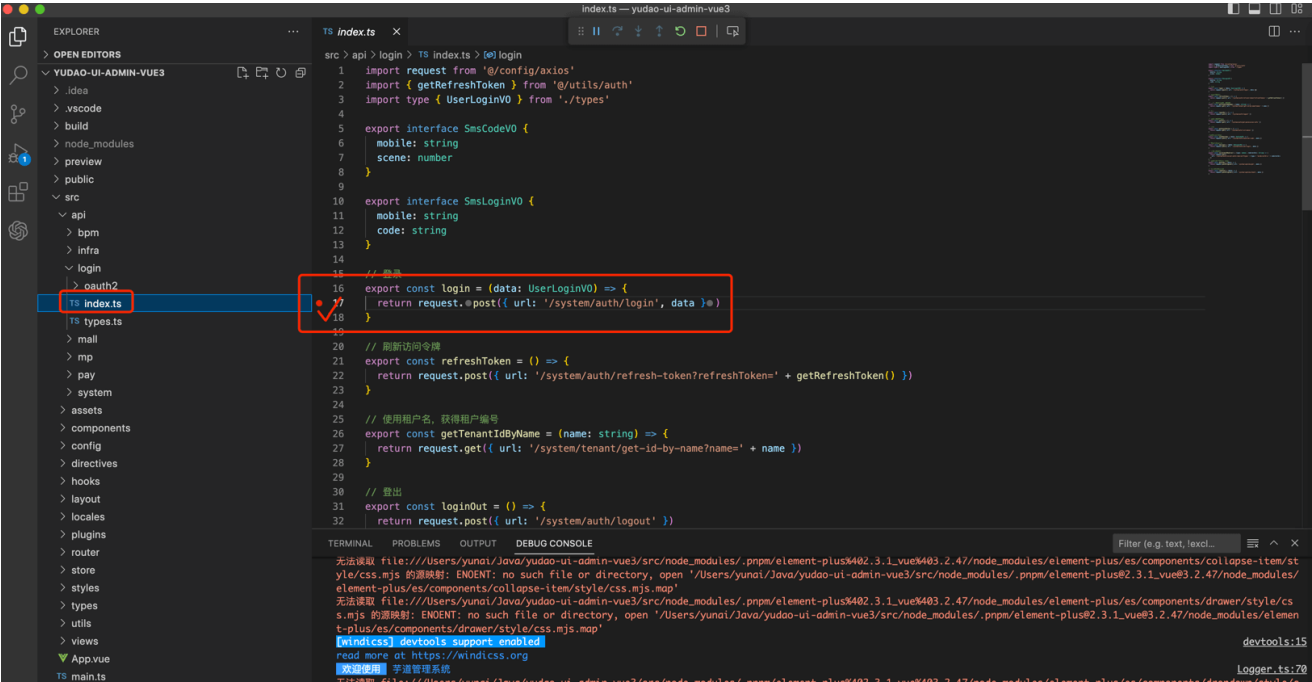 index.ts — yudao-ui-admin-vue3
EXPLORER
TS index.ts
OPEN EDITORS
src > api > login > TS index.ts > login
YUDAO-UI-ADMIN-VUE3
.idea
.vscode
build
node_modules
preview
public
src
api
bpm
infra
login
oauth2
TS index.ts
TS types.ts
mall
mp
pay
system
assets
components
config
directives
hooks
layout
locales
plugins
router
store
styles
types
utils
views
App.vue
TS main.ts
1
1 import request from '@/config/axios'
2 import { getRefreshToken } from '@/utils/auth'
3 import type { UserLoginVO } from './types'
4
5 export interface SmsCodeVO {
6 mobile: string
7 scene: number
8 }
9
10 export interface SmsLoginVO {
11 mobile: string
12 code: string
13 }
14
15 // 登录
16 export const login = (data: UserLoginVO) => {
17 return request.post({ url: '/system/auth/login', data })
18 }
19
20 // 刷新访问令牌
21 export const refreshToken = () => {
22 return request.post({ url: '/system/auth/refresh-token?refreshToken=' + getRefreshToken() })
23 }
24
25 // 使用租户名，获得租户编号
26 export const getTenantIdByName = (name: string) => {
27 return request.get({ url: '/system/tenant/get-id-by-name?name=' + name })
28 }
29
30 // 登出
31 export const loginOut = () => {
32 return request.post({ url: '/system/auth/logout' })
TERMINAL PROBLEMS OUTPUT DEBUG CONSOLE
Filter (e.g. text, !excl...
无法读取 file:///Users/yunai/Java/yudao-ui-admin-vue3/src/node_modules/.pnpm/element-plus%402.3.1_vue%403.2.47/node_modules/element-plus/es/components/collapse-item/st
yle/css.mjs 的源映射: ENOENT: no such file or directory, open '/Users/yunai/Java/yudao-ui-admin-vue3/src/node_modules/.pnpm/element-plus@2.3.1_vue@3.2.47/node_modules/
element-plus/es/components/collapse-item/style/css.mjs.map'
无法读取 file:///Users/yunai/Java/yudao-ui-admin-vue3/src/node_modules/.pnpm/element-plus%402.3.1_vue%403.2.47/node_modules/element-plus/es/components/drawer/style/cs
s.mjs 的源映射: ENOENT: no such file or directory, open '/Users/yunai/Java/yudao-ui-admin-vue3/src/node_modules/.pnpm/element-plus@2.3.1_vue@3.2.47/node_modules/elemen
t-plus/es/components/drawer/style/css.mjs.map'
[windicss] devtools support enabled
devtools:15
read more at https://windicss.org
欢迎使用 芋道管理系统
Logger.ts:70